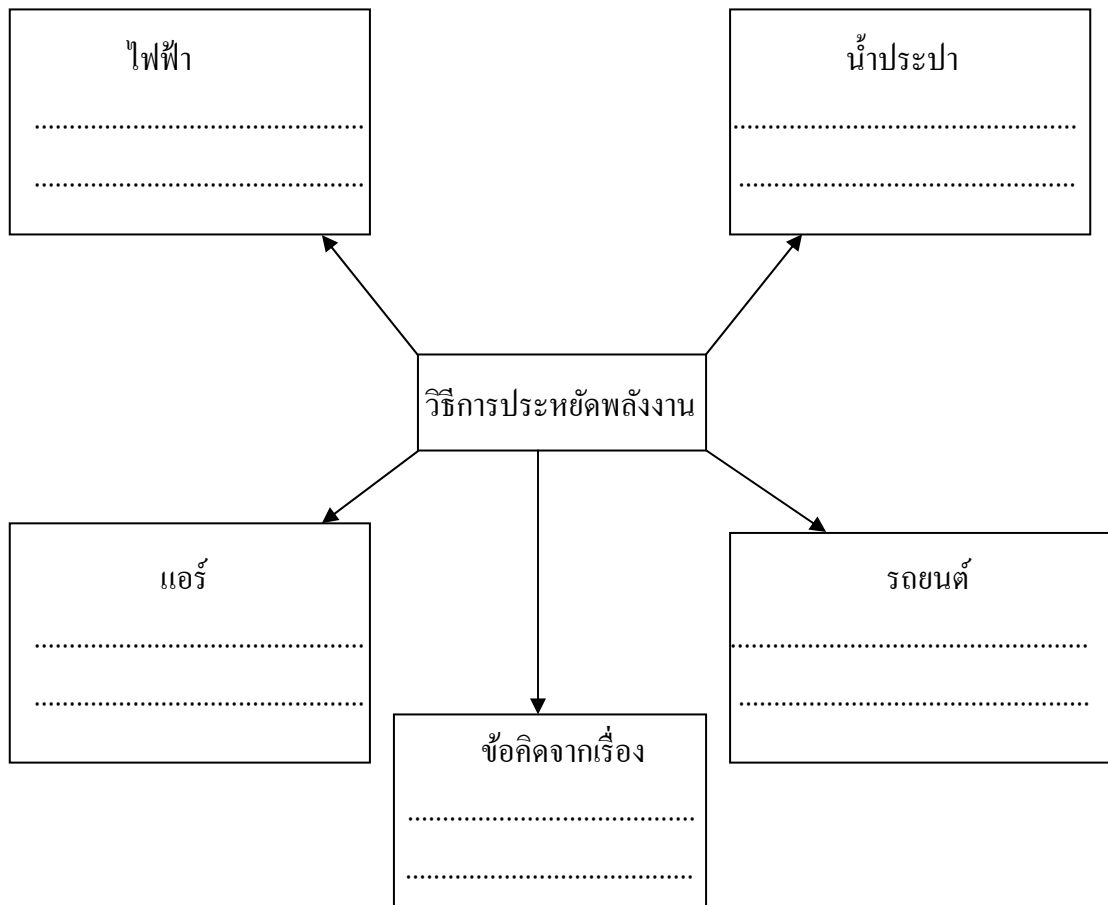 ไฟฟ้า
................................................
................................................
น้ำประปา
..................................................
.................................................
วิธีการประหยัดพลังงาน
แอร์
................................................
................................................
รถยนต์
....................................................
...................................................
ข้อคิดจากเรื่อง
..........................................
..........................................